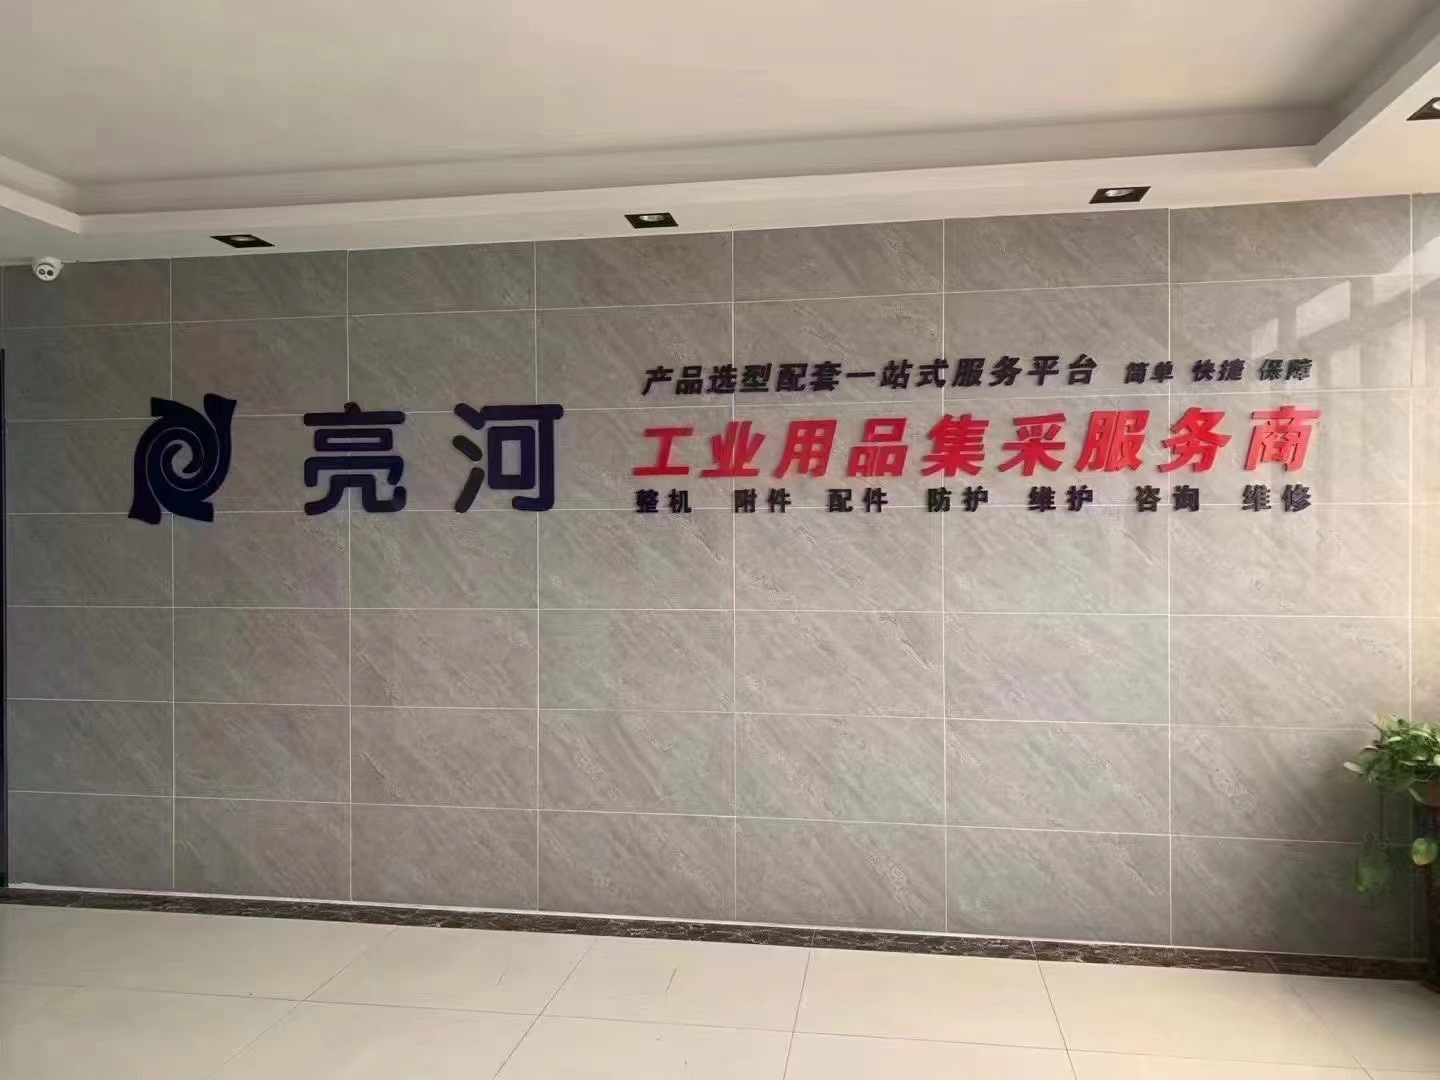 亮河
产品选型配套一站式服务平台 简单 快捷 保障
工业用品集采服务商
整机 附件 配件 防护 维护 咨询 维修